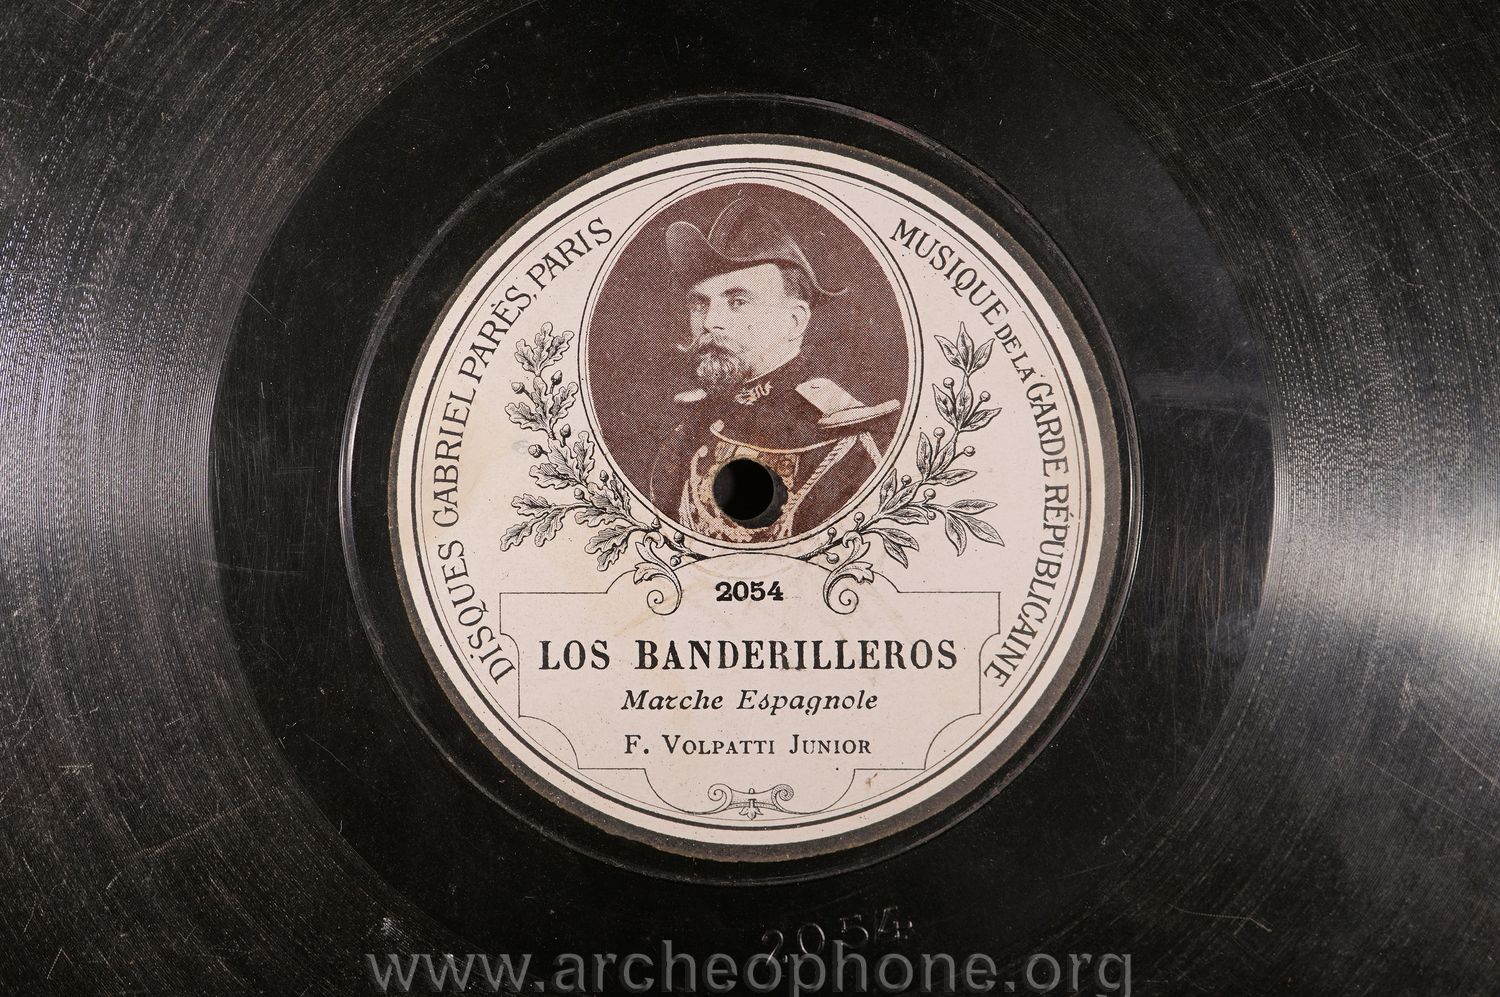 DISQUES GABRIEL PARÈS, PARIS
MUSIQUE DE LA GARDE RÉPUBLICAINE
2054
LOS BANDERILLEROS
Marche Espagnole
F. VOLPATTI JUNIOR
2054
www.archeophone.org